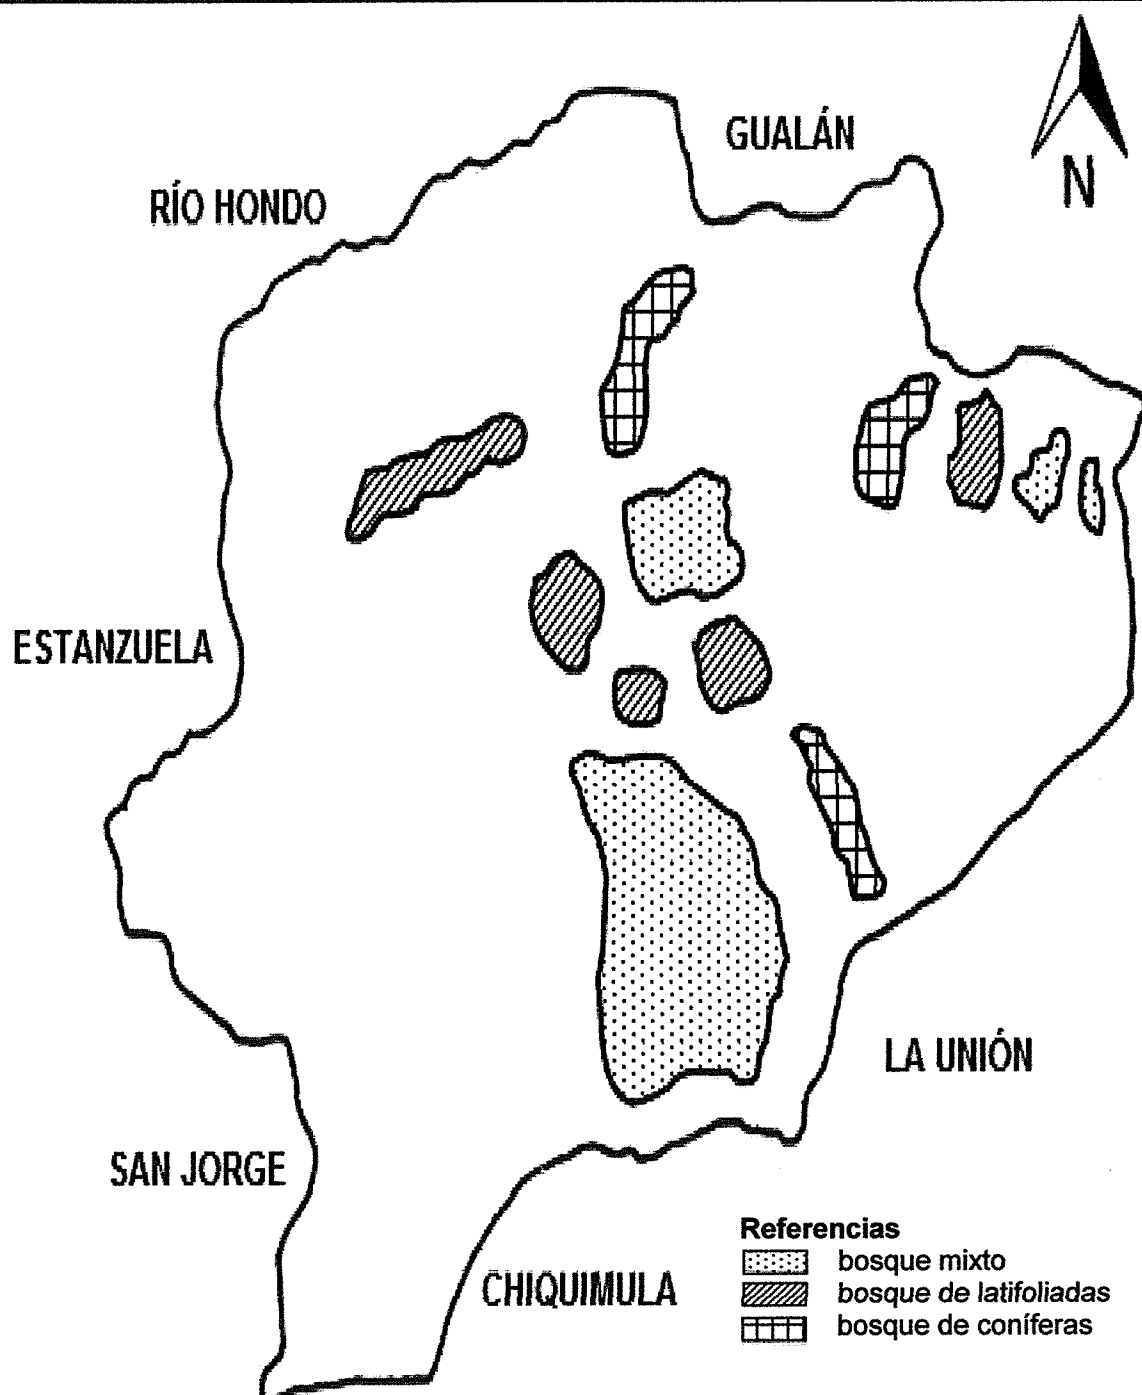 GUALÁN
N
RÍO HONDO
ESTANZUELA
LA UNIÓN
SAN JORGE
CHIQUIMULA
Referencias
bosque mixto
bosque de latifoliadas
bosque de coníferas